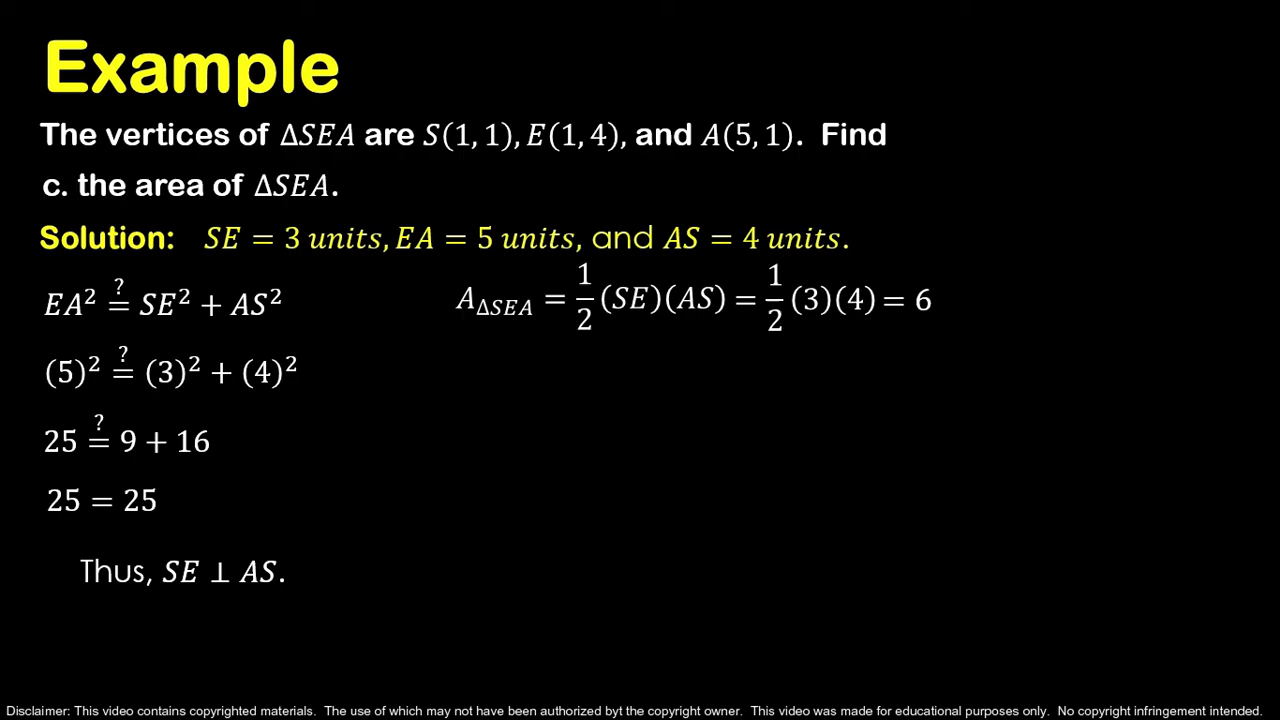 Example
The vertices of ΔSEA are S(1, 1), E(1, 4), and A(5, 1). Find
c. the area of ΔSEA.
Solution: SE = 3 units, EA = 5 units, and AS = 4 units.
EA² ≟ SE² + AS²
A_ΔSEA = 1/2 (SE)(AS) = 1/2 (3)(4) = 6
(5)² ≟ (3)² + (4)²
25 ≟ 9 + 16
25 = 25
Thus, SE ⊥ AS.
Disclaimer: This video contains copyrighted materials. The use of which may not have been authorized byt the copyright owner. This video was made for educational purposes only. No copyright infringement intended.